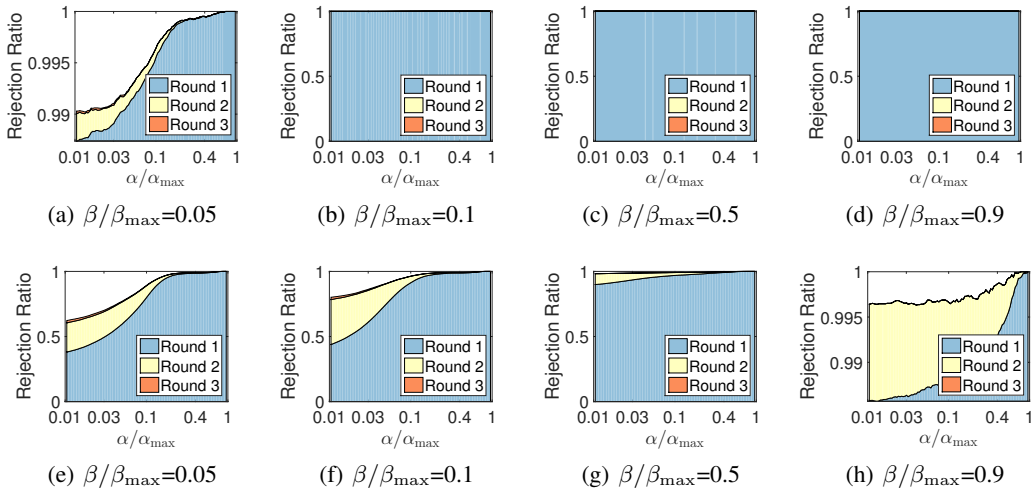 Rejection Ratio
1
0.995
0.99
Round 1
Round 2
Round 3
0.01 0.03 0.1 0.4 1
α/αmax
(a) β/βmax=0.05
Rejection Ratio
1
0.5
0
Round 1
Round 2
Round 3
0.01 0.03 0.1 0.4 1
α/αmax
(b) β/βmax=0.1
Rejection Ratio
1
0.5
0
Round 1
Round 2
Round 3
0.01 0.03 0.1 0.4 1
α/αmax
(c) β/βmax=0.5
Rejection Ratio
1
0.5
0
Round 1
Round 2
Round 3
0.01 0.03 0.1 0.4 1
α/αmax
(d) β/βmax=0.9
Rejection Ratio
1
0.5
0
Round 1
Round 2
Round 3
0.01 0.03 0.1 0.4 1
α/αmax
(e) β/βmax=0.05
Rejection Ratio
1
0.5
0
Round 1
Round 2
Round 3
0.01 0.03 0.1 0.4 1
α/αmax
(f) β/βmax=0.1
Rejection Ratio
1
0.5
0
Round 1
Round 2
Round 3
0.01 0.03 0.1 0.4 1
α/αmax
(g) β/βmax=0.5
Rejection Ratio
1
0.995
0.99
Round 1
Round 2
Round 3
0.01 0.03 0.1 0.4 1
α/αmax
(h) β/βmax=0.9